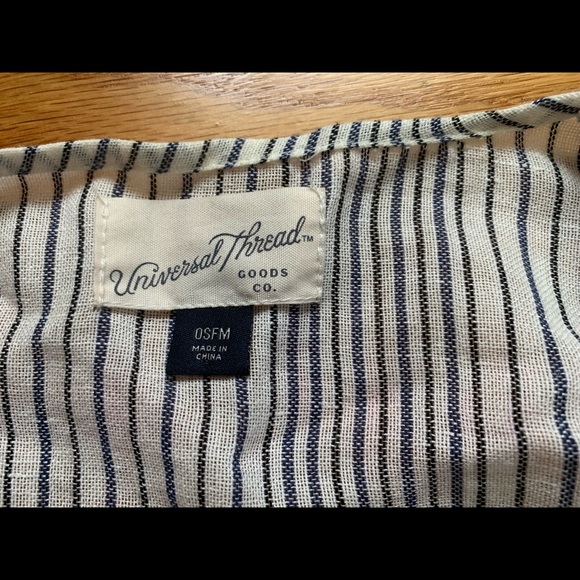 Universal Thread™
GOODS
CO.
OSFM
MADE IN
CHINA